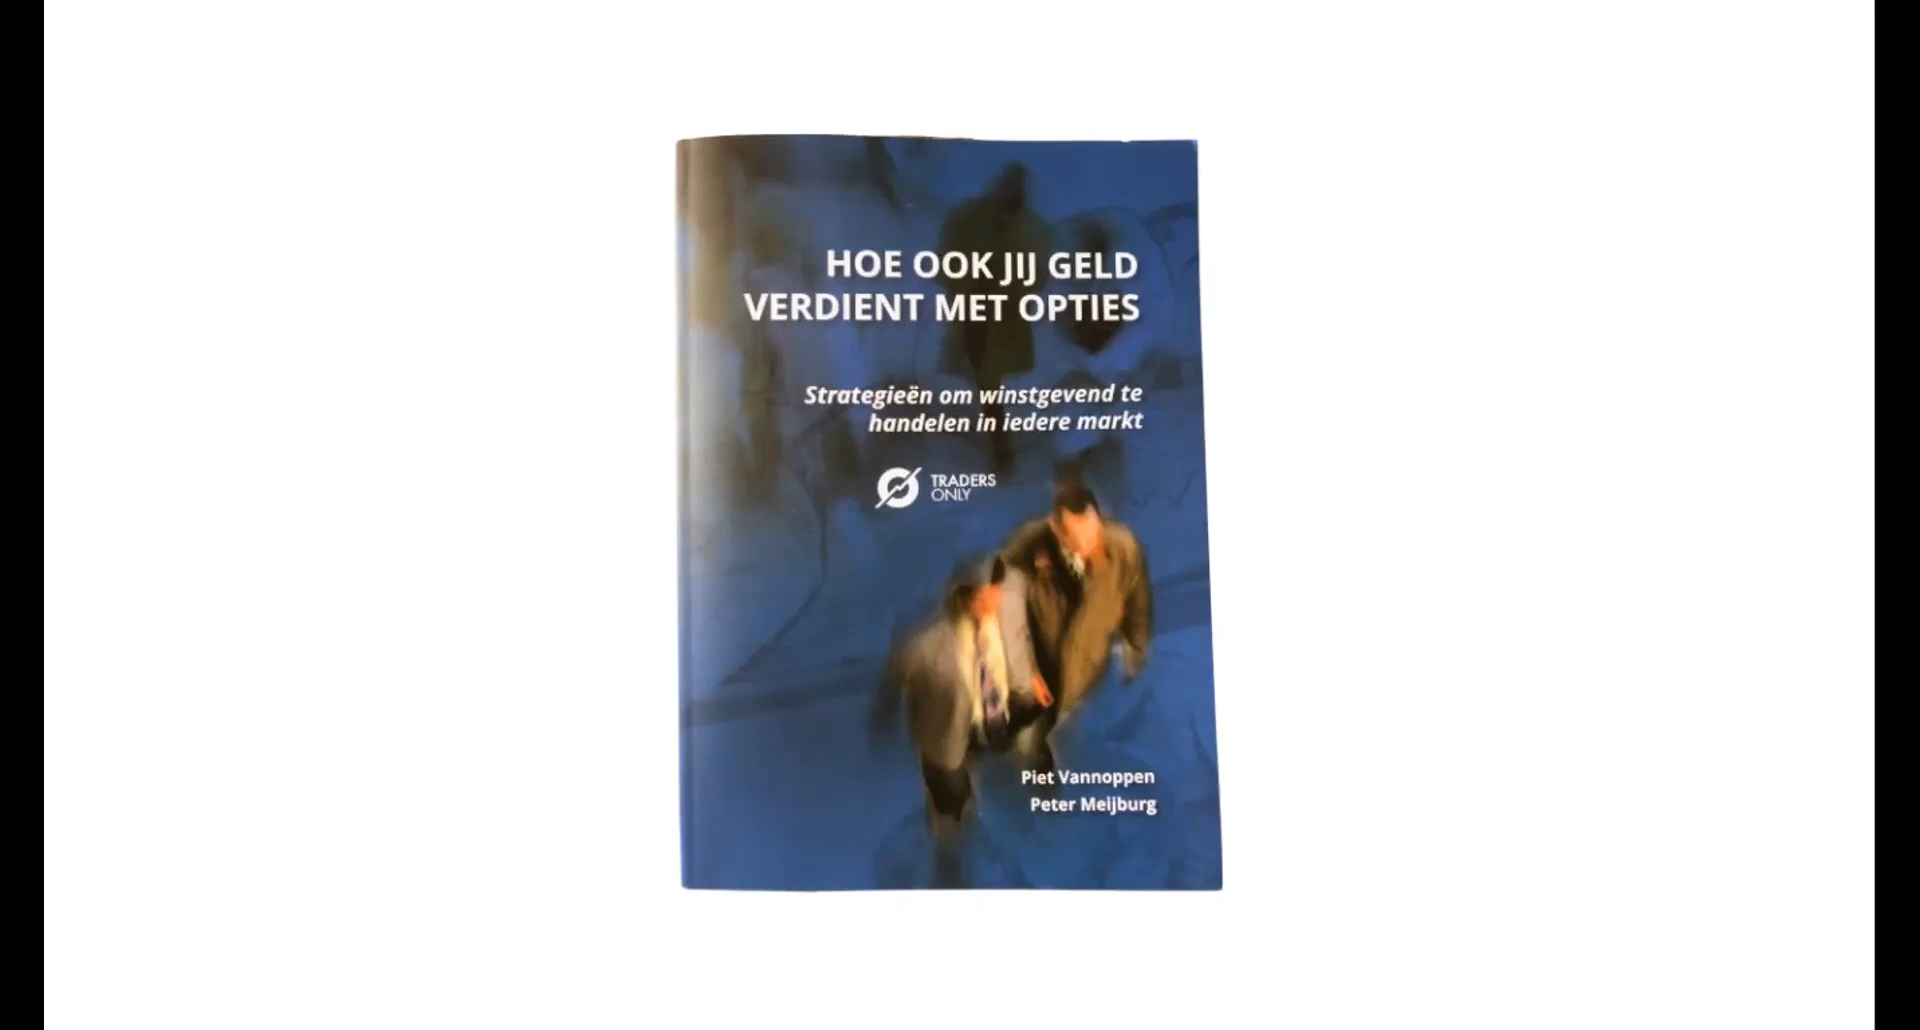 HOE OOK JIJ GELD
VERDIENT MET OPTIES
Strategieën om winstgevend te
handelen in iedere markt
TRADERS
ONLY
Piet Vannoppen
Peter Meijburg